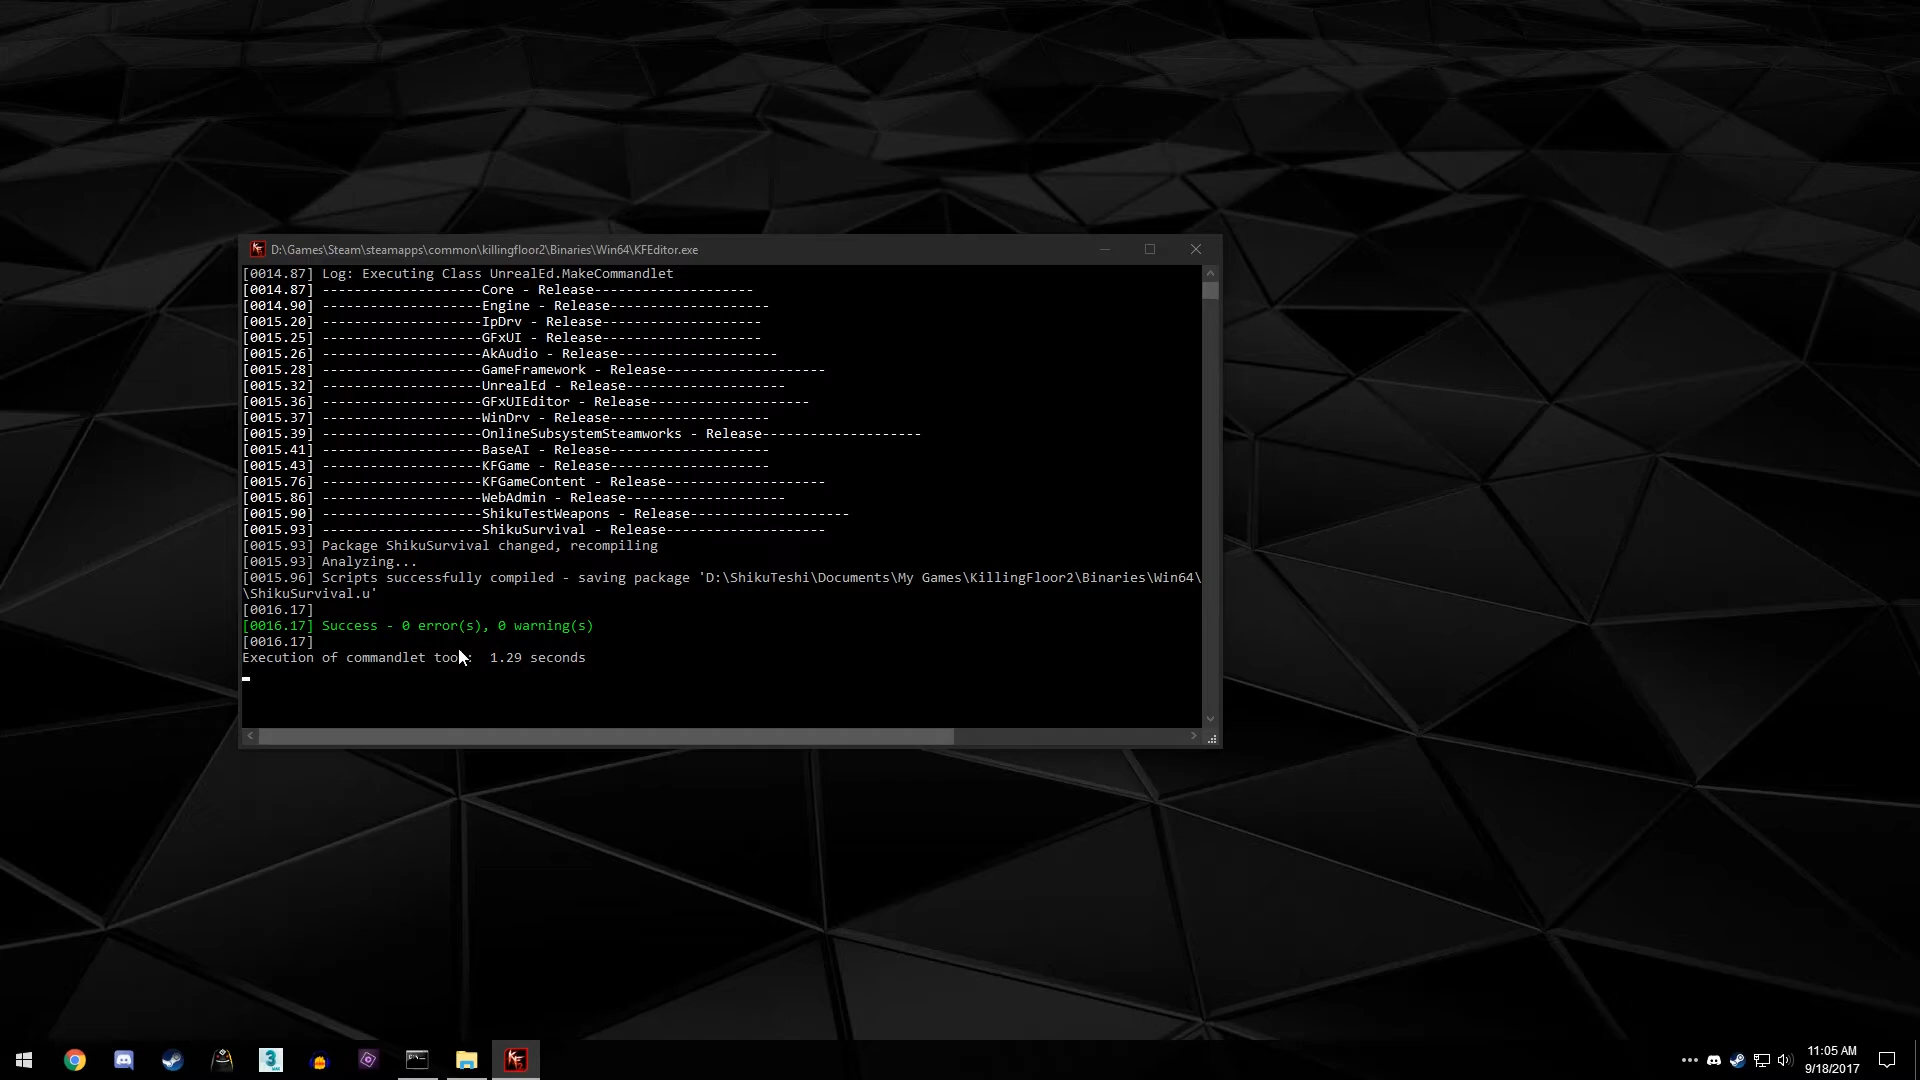 D:\Games\Steam\steamapps\common\killingfloor2\Binaries\Win64\KFEditor.exe
[0014.87] Log: Executing Class UnrealEd.MakeCommandlet
[0014.87] --------------------Core - Release--------------------
[0014.90] --------------------Engine - Release--------------------
[0015.20] --------------------IpDrv - Release--------------------
[0015.25] --------------------GFxUI - Release--------------------
[0015.26] --------------------AkAudio - Release--------------------
[0015.28] --------------------GameFramework - Release--------------------
[0015.32] --------------------UnrealEd - Release--------------------
[0015.36] --------------------GFxUIEditor - Release--------------------
[0015.37] --------------------WinDrv - Release--------------------
[0015.39] --------------------OnlineSubsystemSteamworks - Release--------------------
[0015.41] --------------------BaseAI - Release--------------------
[0015.43] --------------------KFGame - Release--------------------
[0015.76] --------------------KFGameContent - Release--------------------
[0015.86] --------------------WebAdmin - Release--------------------
[0015.90] --------------------ShikuTestWeapons - Release--------------------
[0015.93] --------------------ShikuSurvival - Release--------------------
[0015.93] Package ShikuSurvival changed, recompiling
[0015.93] Analyzing...
[0015.96] Scripts successfully compiled - saving package 'D:\ShikuTeshi\Documents\My Games\KillingFloor2\Binaries\Win64\
\ShikuSurvival.u'
[0016.17]
[0016.17] Success - 0 error(s), 0 warning(s)
[0016.17]
Execution of commandlet took: 1.29 seconds
11:05 AM
9/18/2017